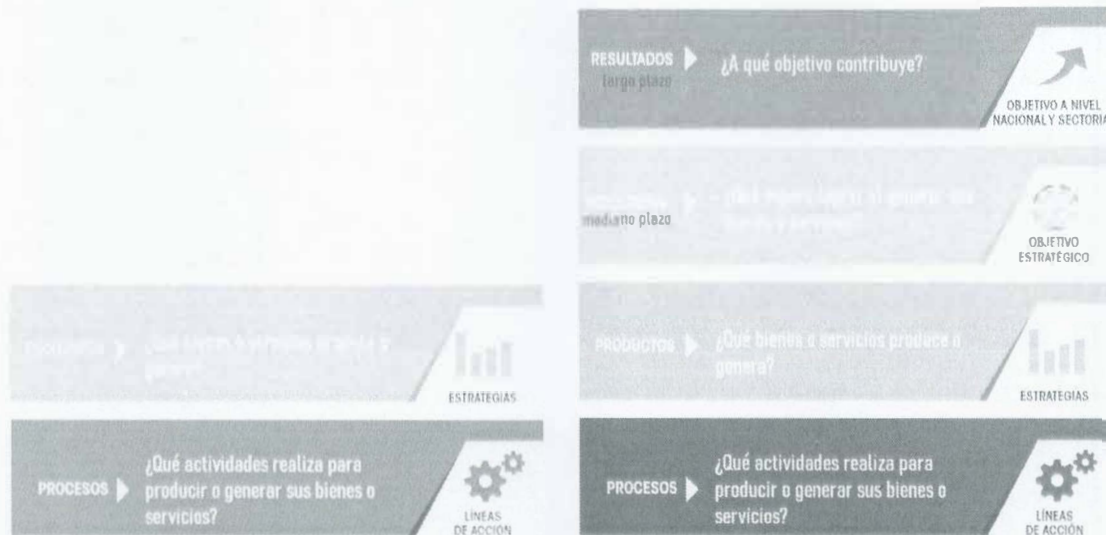 PRODUCTOS
ESTRATEGIAS
PROCESOS
¿Qué actividades realiza para
producir o generar sus bienes o
servicios?
LÍNEAS
DE ACCIÓN
RESULTADOS
largo plazo
¿A qué objetivo contribuye?
OBJETIVO A NIVEL
NACIONAL Y SECTORIA
mediano plazo
OBJETIVO
ESTRATÉGICO
PRODUCTOS
¿Qué bienes o servicios produce o
genera?
ESTRATEGIAS
PROCESOS
¿Qué actividades realiza para
producir o generar sus bienes o
servicios?
LÍNEAS
DE ACCIÓN